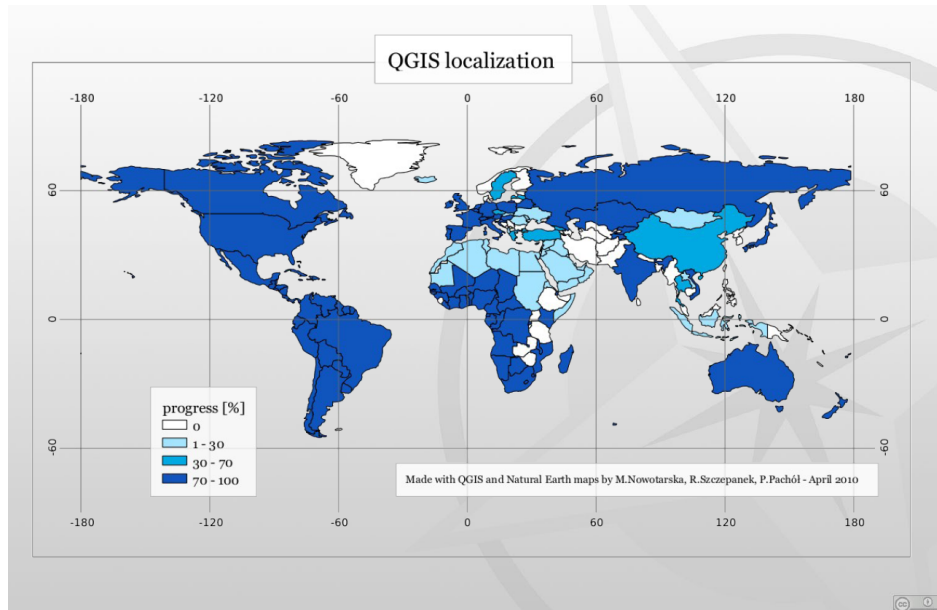 QGIS localization
-180 -120 -60 0 60 120 180
60 60
0 0
-60 -60
progress [%]
0
1 - 30
30 - 70
70 - 100
Made with QGIS and Natural Earth maps by M.Nowotarska, R.Szczepanek, P.Pachół - April 2010
-180 -120 -60 0 60 120 180
cc